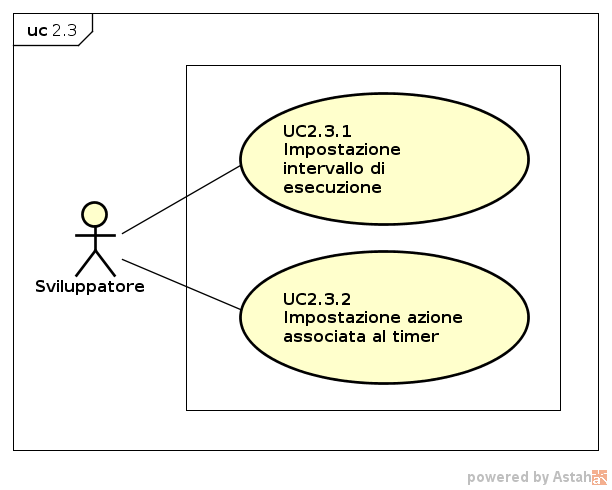 uc 2.3
UC2.3.1
Impostazione
intervallo di
esecuzione
Sviluppatore
UC2.3.2
Impostazione azione
associata al timer
powered by Astah